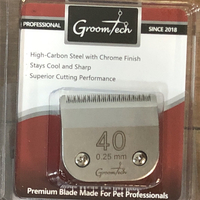 GroomTech
PROFESSIONAL
SINCE 2018
High-Carbon Steel with Chrome Finish
Stays Cool and Sharp
Superior Cutting Performance
40
0.25 mm
GroomTech
Premium Blade Made For Pet Professionals